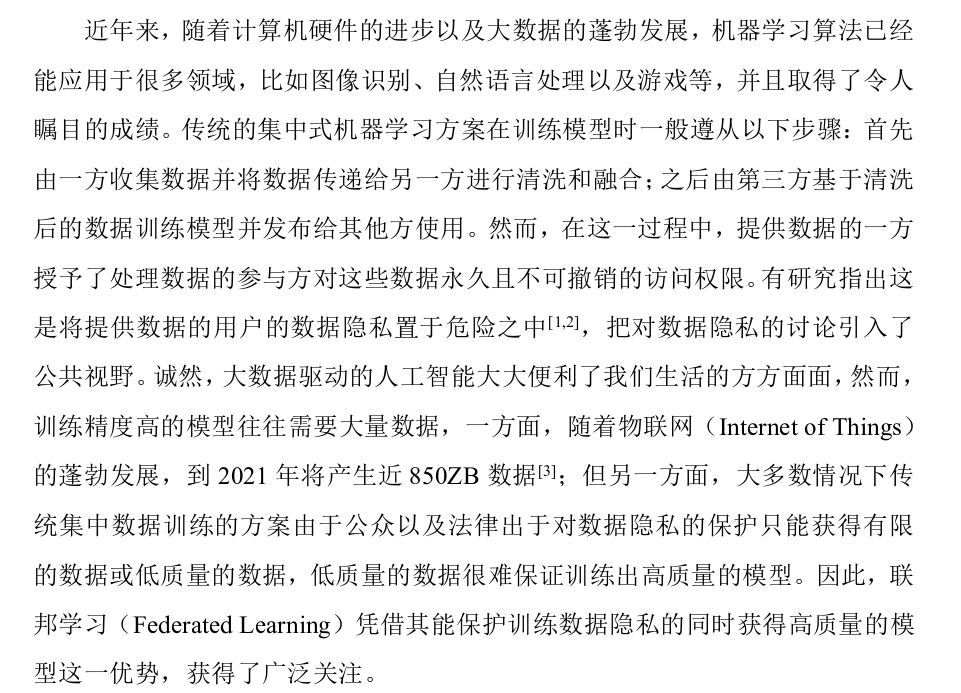 近年来，随着计算机硬件的进步以及大数据的蓬勃发展，机器学习算法已经
能应用于很多领域，比如图像识别、自然语言处理以及游戏等，并且取得了令人
瞩目的成绩。传统的集中式机器学习方案在训练模型时一般遵从以下步骤：首先
由一方收集数据并将数据传递给另一方进行清洗和融合；之后由第三方基于清洗
后的数据训练模型并发布给其他方使用。然而，在这一过程中，提供数据的一方
授予了处理数据的参与方对这些数据永久且不可撤销的访问权限。有研究指出这
是将提供数据的用户的数据隐私置于危险之中[1,2]，把对数据隐私的讨论引入了
公共视野。诚然，大数据驱动的人工智能大大便利了我们生活的方方面面，然而，
训练精度高的模型往往需要大量数据，一方面，随着物联网（Internet of Things）
的蓬勃发展，到 2021 年将产生近 850ZB 数据[3]；但另一方面，大多数情况下传
统集中数据训练的方案由于公众以及法律出于对数据隐私的保护只能获得有限
的数据或低质量的数据，低质量的数据很难保证训练出高质量的模型。因此，联
邦学习（Federated Learning）凭借其能保护训练数据隐私的同时获得高质量的模
型这一优势，获得了广泛关注。